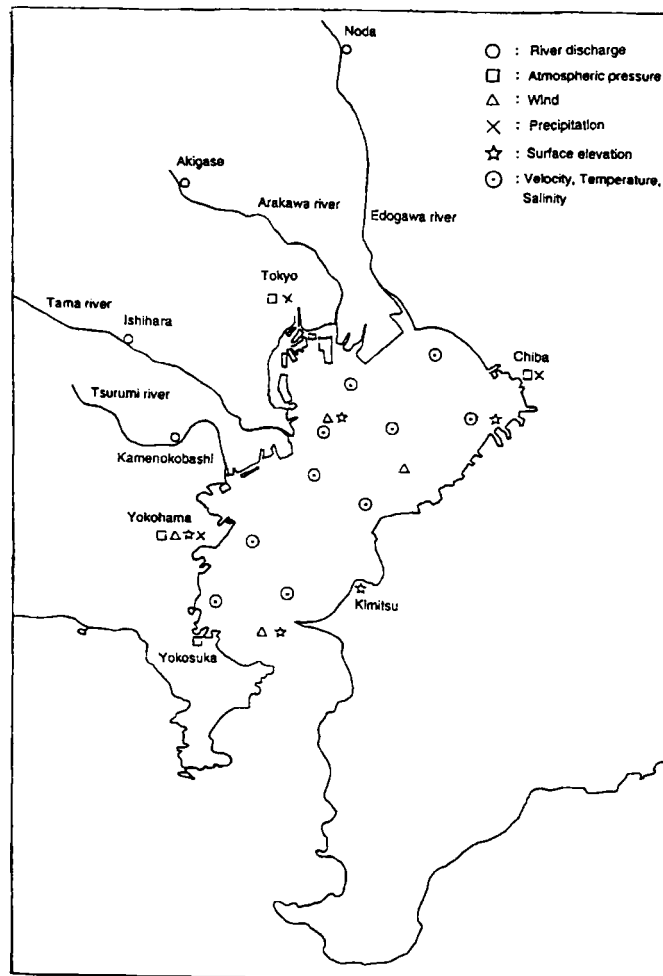 Noda
: River discharge
: Atmospheric pressure
: Wind
: Precipitation
: Surface elevation
: Velocity, Temperature,
Salinity
Akigase
Arakawa river
Edogawa river
Tokyo
Tama river
Ishihara
Chiba
Tsurumi river
Kamenokobashi
Yokohama
Kimitsu
Yokosuka